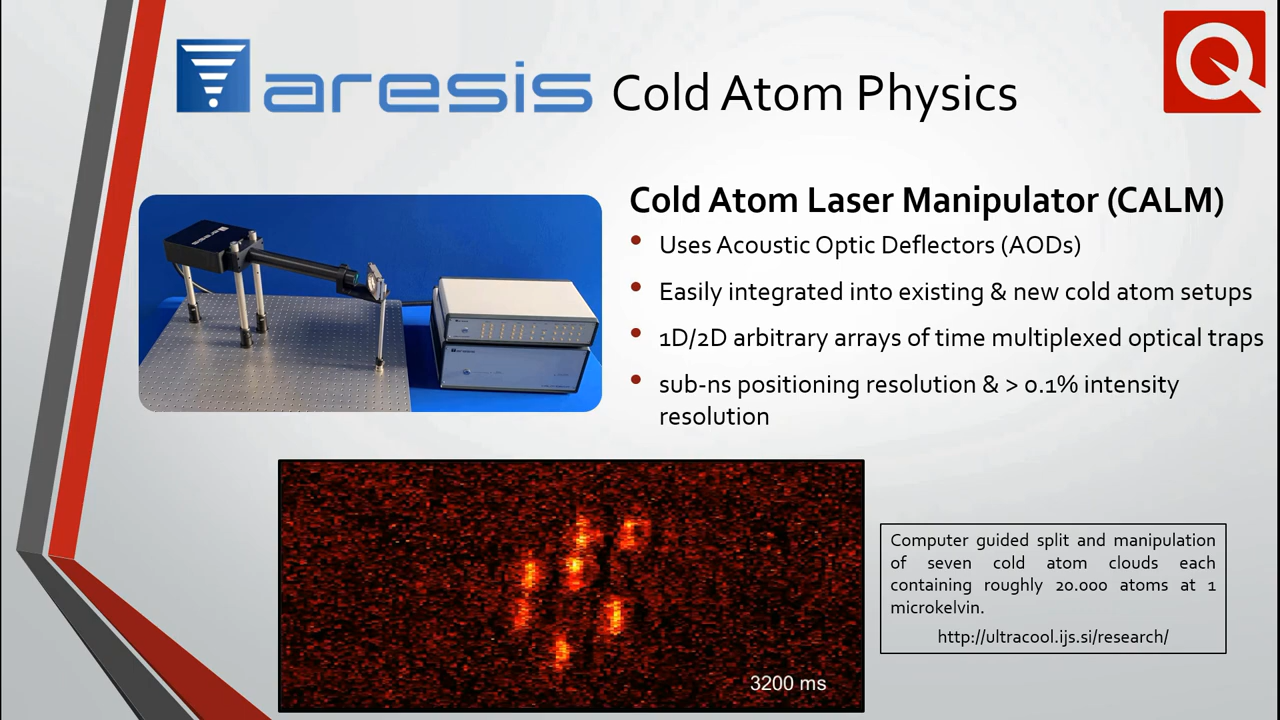 aresis Cold Atom Physics
Cold Atom Laser Manipulator (CALM)
• Uses Acoustic Optic Deflectors (AODs)
• Easily integrated into existing & new cold atom setups
• 1D/2D arbitrary arrays of time multiplexed optical traps
• sub-ns positioning resolution & > 0.1% intensity
resolution
aresis
3200 ms
Computer guided split and manipulation
of seven cold atom clouds each
containing roughly 20.000 atoms at 1
microkelvin.
http://ultracool.ijs.si/research/